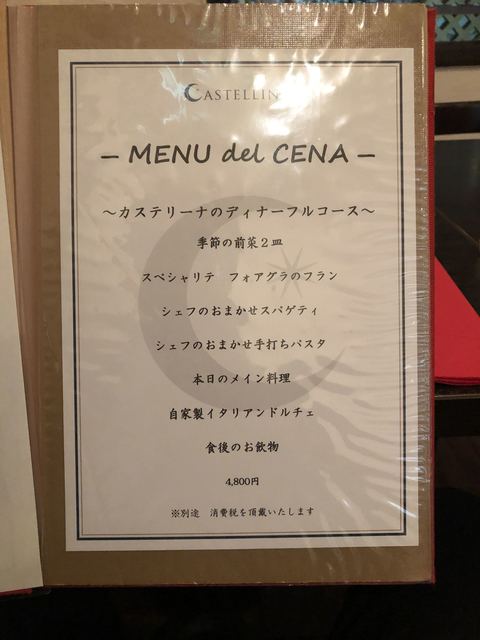 CASTELLIN
― MENU del CENA ―
～カステリーナのディナーフルコース～
季節の前菜２皿
スペシャリテ　フォアグラのフラン
シェフのおまかせスパゲティ
シェフのおまかせ手打ちパスタ
本日のメイン料理
自家製イタリアンドルチェ
食後のお飲物
4,800円
※別途　消費税を頂戴いたします